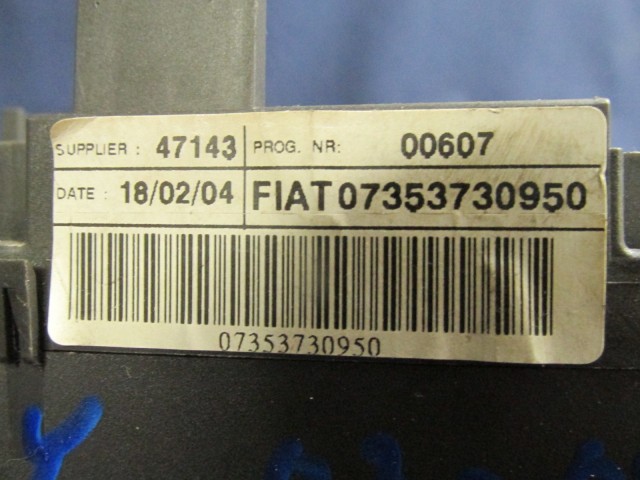 SUPPLIER : 47143 PROG. NR: 00607
DATE : 18/02/04 FIAT 07353730950
07353730950